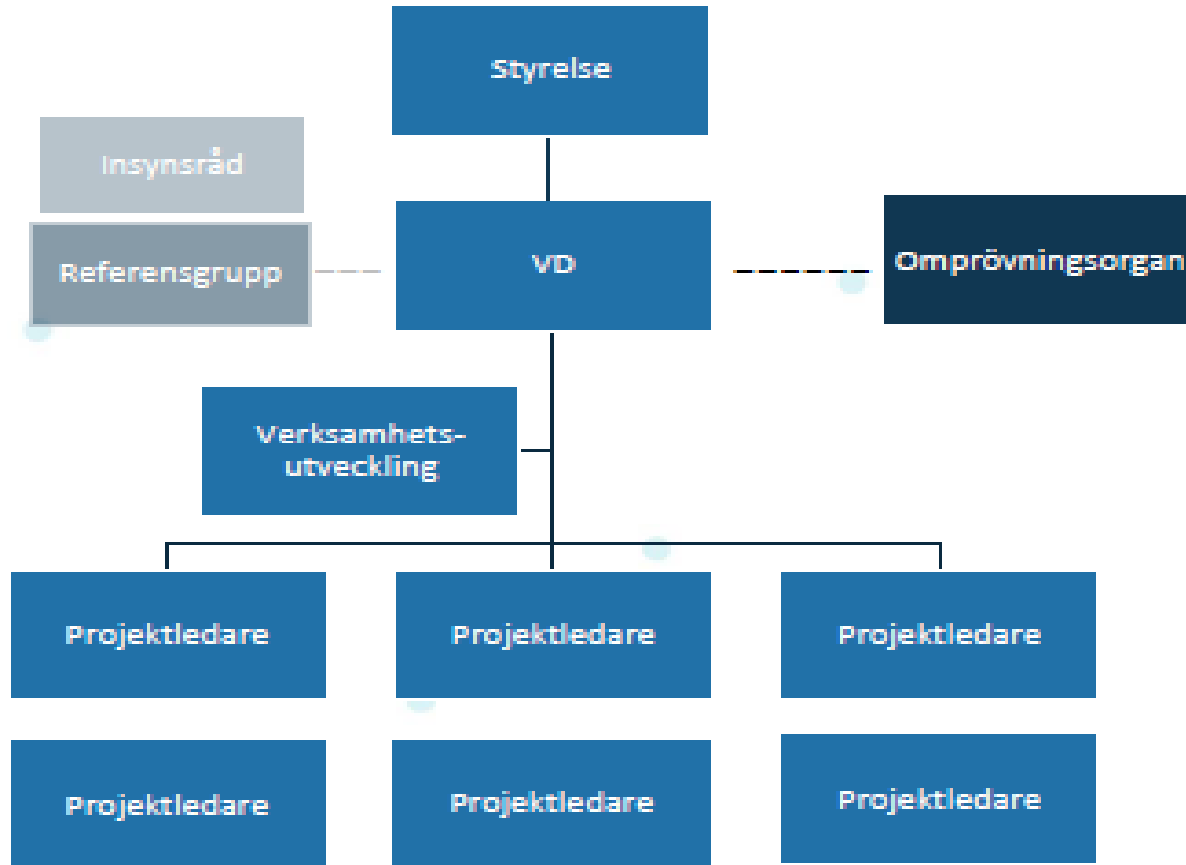 Styrelse
Insynsråd
Referensgrupp
VD
Omprövningsorgan
Verksamhets-
utveckling
Projektledare
Projektledare
Projektledare
Projektledare
Projektledare
Projektledare